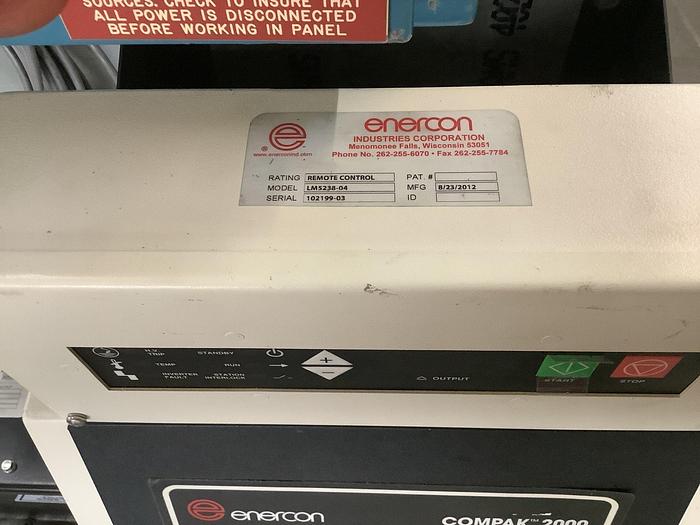 SOURCES. CHECK TO INSURE THAT
ALL POWER IS DISCONNECTED
BEFORE WORKING IN PANEL
enercon
INDUSTRIES CORPORATION
Menomonee Falls, Wisconsin 53051
Phone No. 262-255-6070 • Fax 262-255-7784
www.enerconind.com
RATING REMOTE CONTROL PAT. #
MODEL LM5238-04 MFG 8/23/2012
SERIAL 102199-03 ID
H.V. TRIP STANDBY
TEMP RUN
INVERTER FAULT STATION INTERLOCK
+
−
△ OUTPUT
START
STOP
enercon COMPAK™ 2000